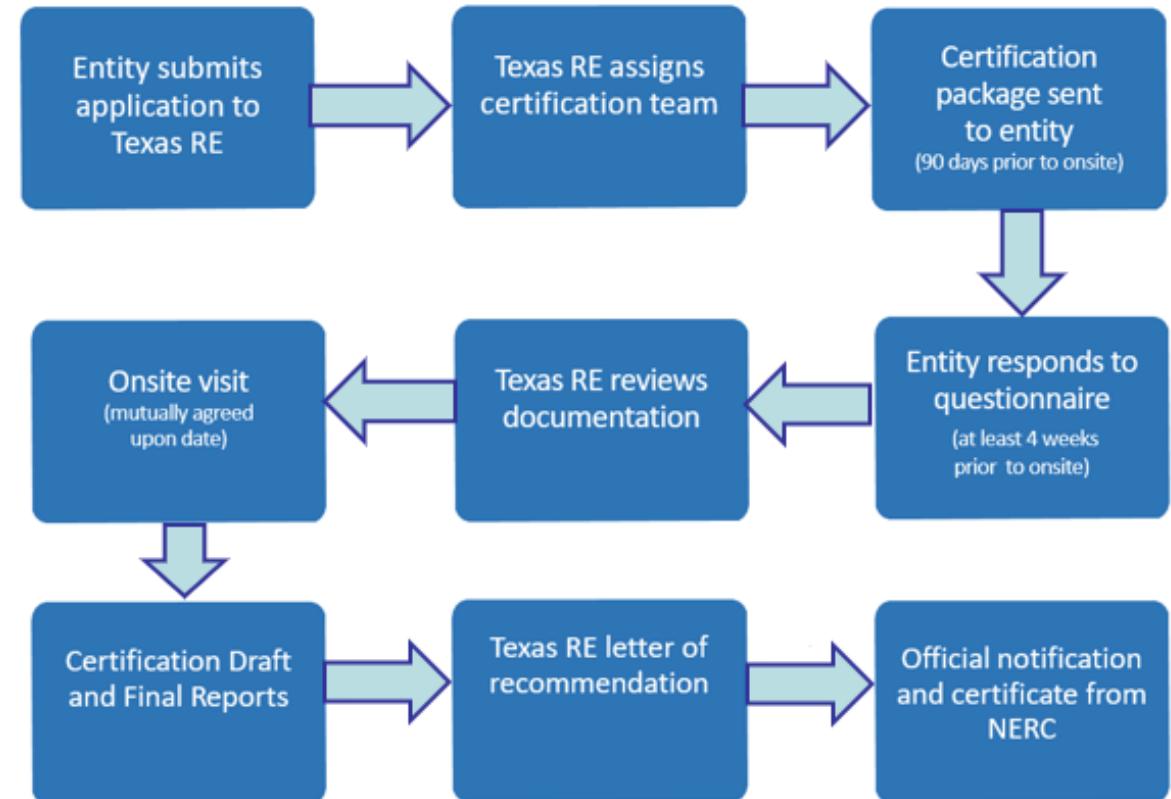 Entity submits
application to
Texas RE
Texas RE assigns
certification team
Certification
package sent
to entity
(90 days prior to onsite)
Entity responds to
questionnaire
(at least 4 weeks
prior to onsite)
Texas RE reviews
documentation
Onsite visit
(mutually agreed
upon date)
Certification Draft
and Final Reports
Texas RE letter of
recommendation
Official notification
and certificate from
NERC